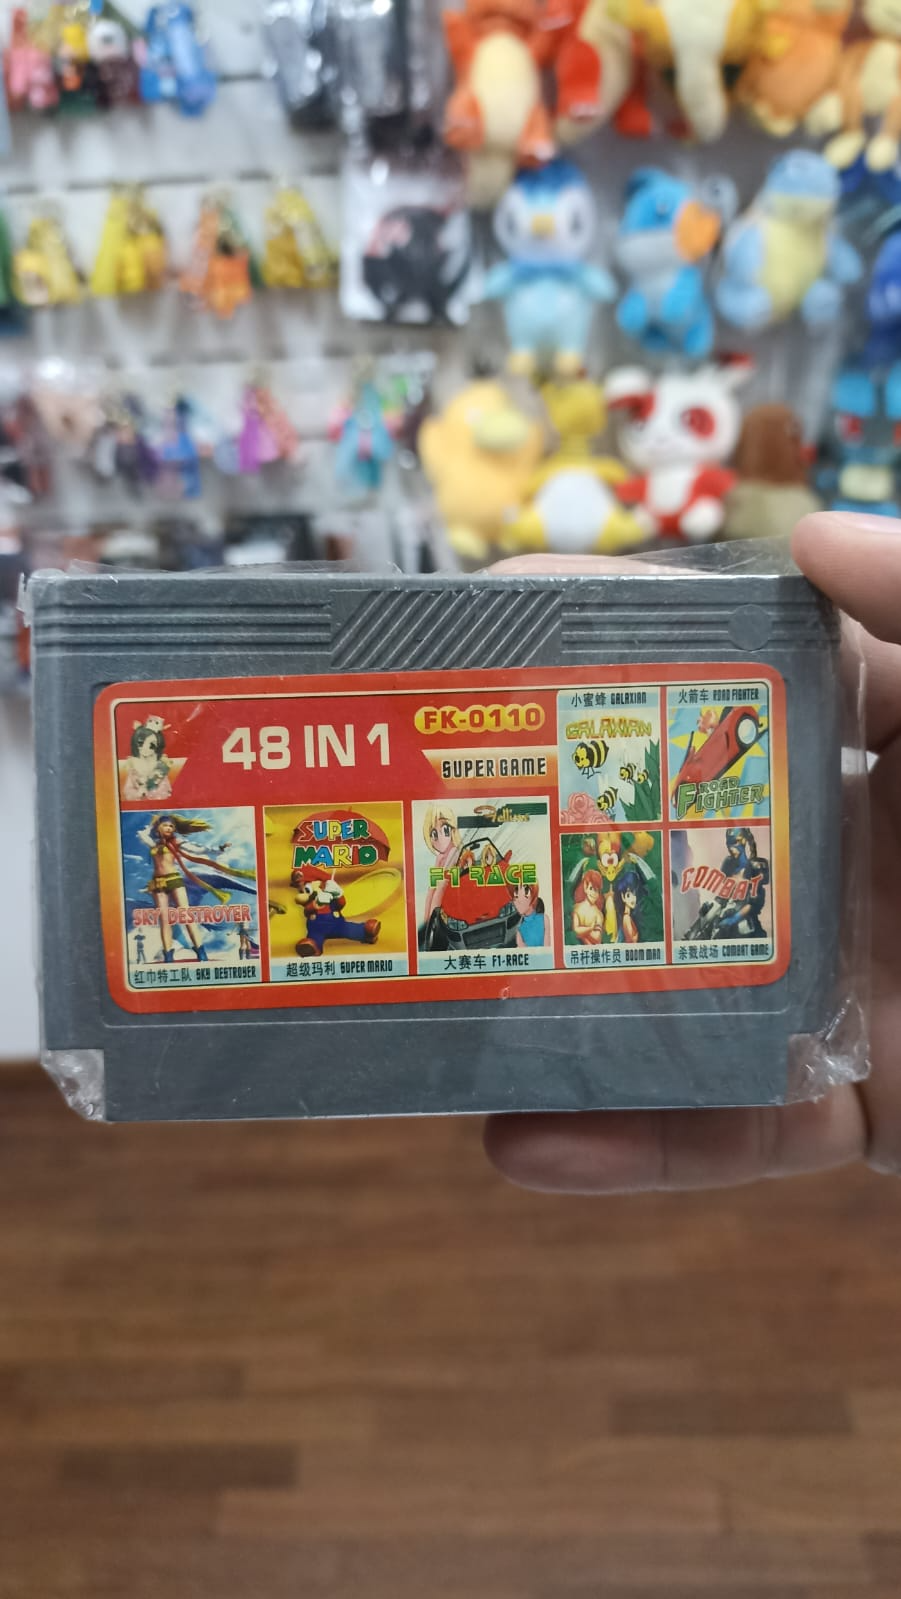 48 IN 1
FK-0110
SUPER GAME
小蜜蜂 GALAXIAN
GALAXIAN
火箭车 ROAD FIGHTER
ROAD
FIGHTER
SKY DESTROYER
红巾特工队 SKY DESTROYER
SUPER
MARIO
超级玛利 SUPER MARIO
F1 RACE
大赛车 F1-RACE
吊杆操作员 BOOM MAN
COMBAT
杀戮战场 COMBAT GAME